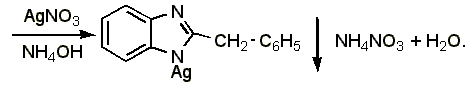 AgNO3
NH4OH
N
N
Ag
CH2-C6H5
NH4NO3 + H2O.